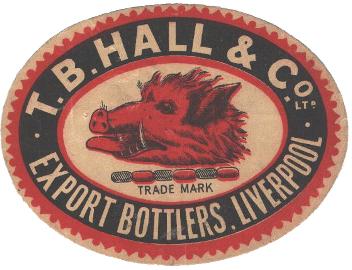 T. B. HALL & Co. LTD.
TRADE MARK
EXPORT BOTTLERS, LIVERPOOL